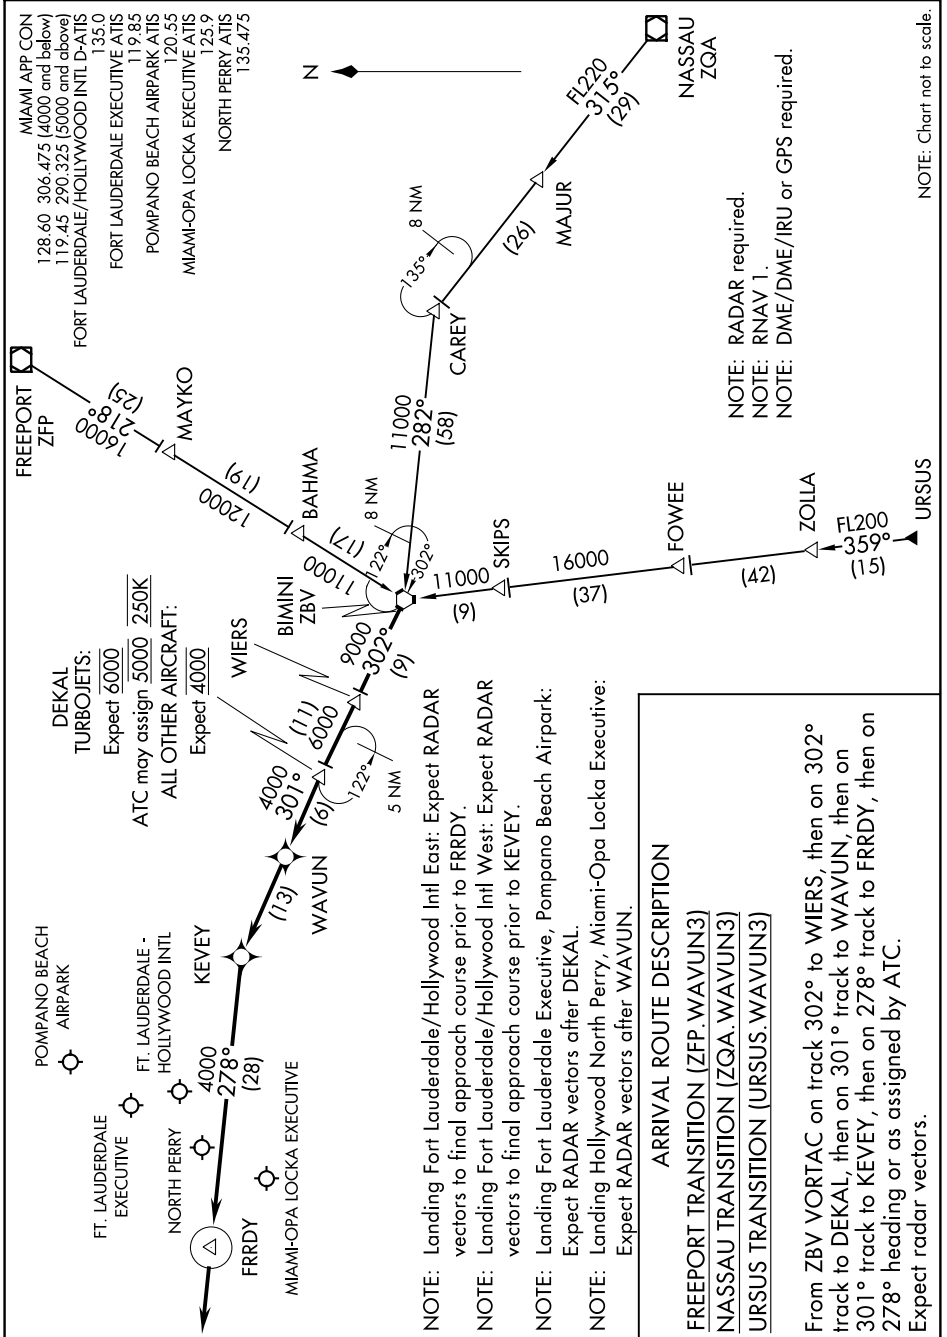 MIAMI APP CON
128.60 306.475 (4000 and below)
119.45 290.325 (5000 and above)
FORT LAUDERDALE/HOLLYWOOD INTL D-ATIS
135.0
FORT LAUDERDALE EXECUTIVE ATIS
119.85
POMPANO BEACH AIRPARK ATIS
120.55
MIAMI-OPA LOCKA EXECUTIVE ATIS
125.9
NORTH PERRY ATIS
135.475
N
FREEPORT
ZFP
16000
218°
(25)
MAYKO
12000
(19)
BAHMA
11000
(17)
NASSAU
ZQA
FL220
315°
(29)
MAJUR
(26)
8 NM
135°
CAREY
11000
282°
(58)
8 NM
122°
302°
BIMINI
ZBV
SKIPS
11000
(9)
16000
(37)
FOWEE
(42)
ZOLLA
FL200
359°
(15)
URSUS
9000
302°
(9)
WIERS
(11)
6000
DEKAL
TURBOJETS:
Expect 6000
ATC may assign 5000 250K
ALL OTHER AIRCRAFT:
Expect 4000
122°
5 NM
4000
301°
(6)
WAVUN
(13)
KEVEY
4000
278°
(28)
FRRDY
POMPANO BEACH
AIRPARK
FT. LAUDERDALE
EXECUTIVE
FT. LAUDERDALE -
HOLLYWOOD INTL
NORTH PERRY
MIAMI-OPA LOCKA EXECUTIVE
NOTE: RADAR required.
NOTE: RNAV 1.
NOTE: DME/DME/IRU or GPS required.
NOTE: Landing Fort Lauderdale/Hollywood Intl East: Expect RADAR
vectors to final approach course prior to FRRDY.
NOTE: Landing Fort Lauderdale/Hollywood Intl West: Expect RADAR
vectors to final approach course prior to KEVEY.
NOTE: Landing Fort Lauderdale Executive, Pompano Beach Airpark:
Expect RADAR vectors after DEKAL.
NOTE: Landing Hollywood North Perry, Miami-Opa Locka Executive:
Expect RADAR vectors after WAVUN.
ARRIVAL ROUTE DESCRIPTION
FREEPORT TRANSITION (ZFP.WAVUN3)
NASSAU TRANSITION (ZQA.WAVUN3)
URSUS TRANSITION (URSUS.WAVUN3)
From ZBV VORTAC on track 302° to WIERS, then on 302°
track to DEKAL, then on 301° track to WAVUN, then on
301° track to KEVEY, then on 278° track to FRRDY, then on
278° heading or as assigned by ATC.
Expect radar vectors.
NOTE: Chart not to scale.